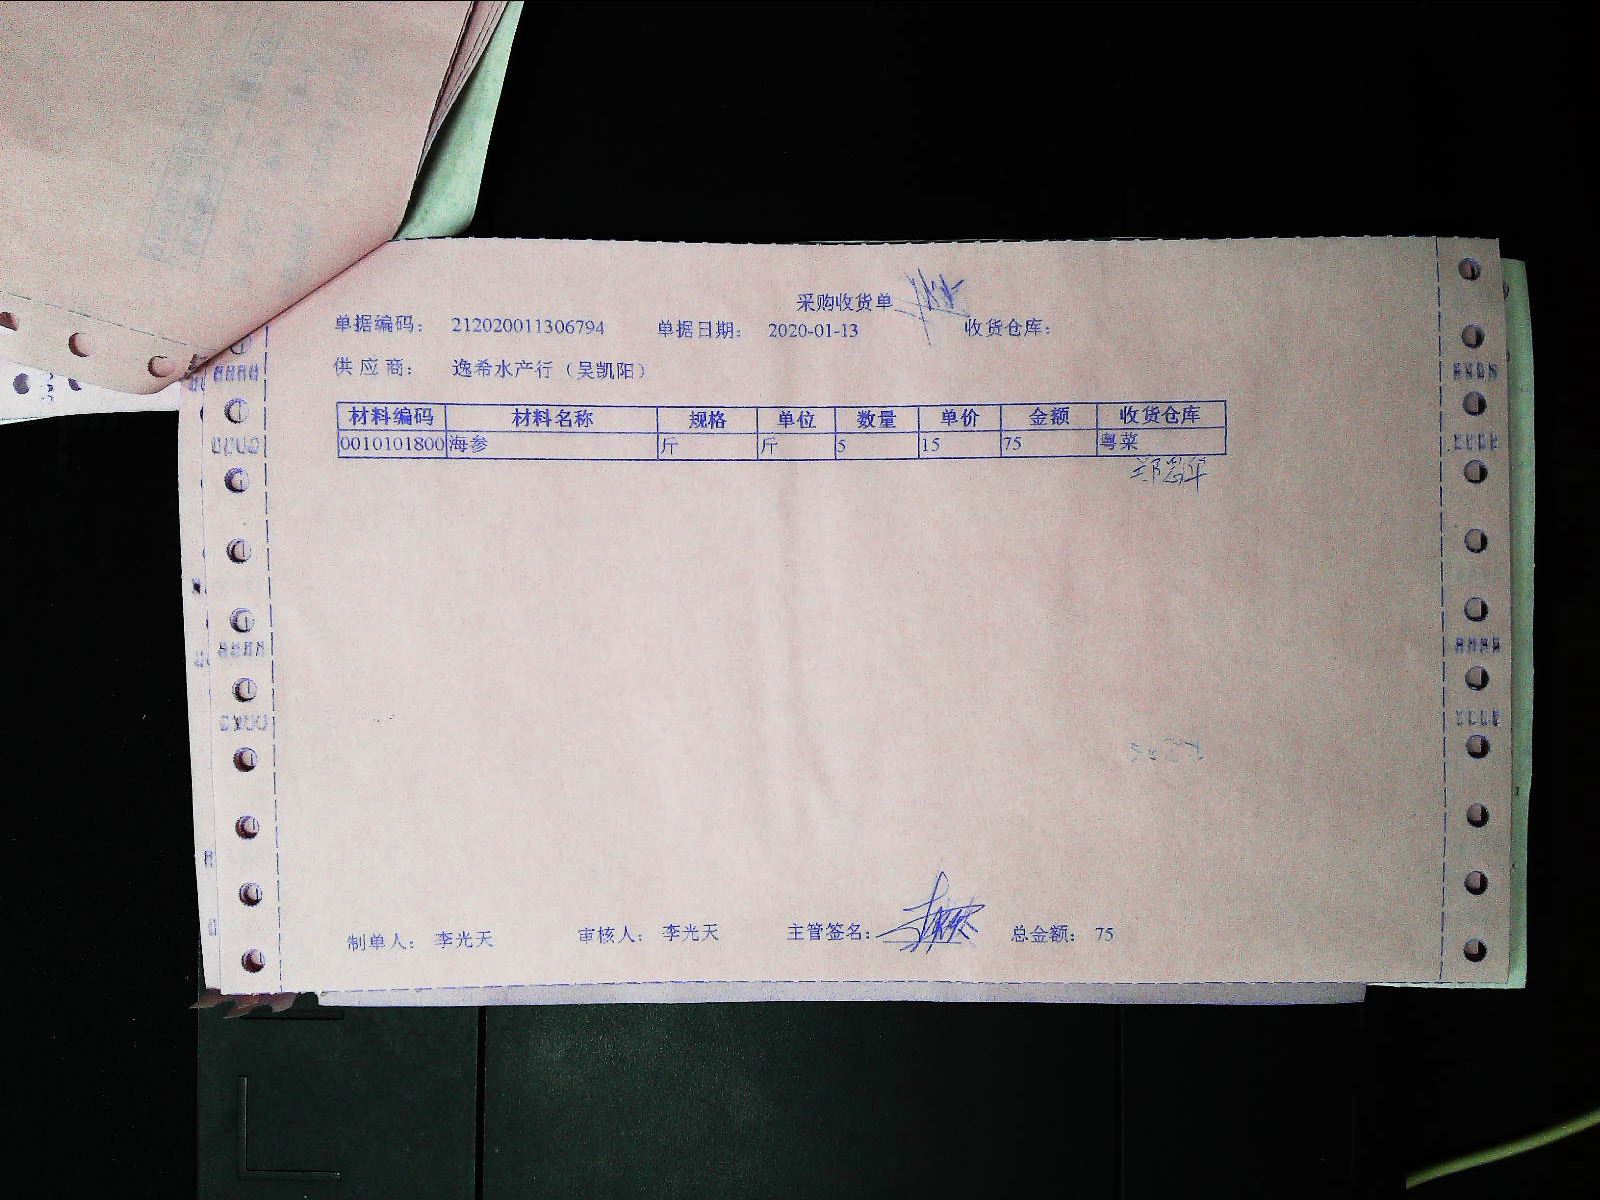 采购收货单
单据编码： 212020011306794 单据日期： 2020-01-13 收货仓库：
供应商： 逸希水产行（吴凯阳）
材料编码 材料名称 规格 单位 数量 单价 金额 收货仓库
0010101800 海参 斤 斤 5 15 75 粤菜
制单人： 李光天 审核人： 李光天 主管签名： 总金额： 75